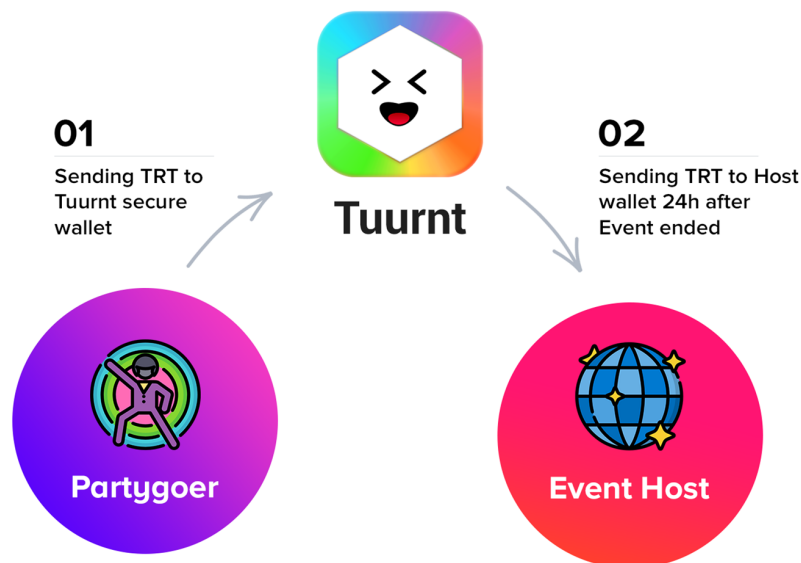 01
Sending TRT to
Tuurnt secure
wallet
Tuurnt
02
Sending TRT to Host
wallet 24h after
Event ended
Partygoer
Event Host